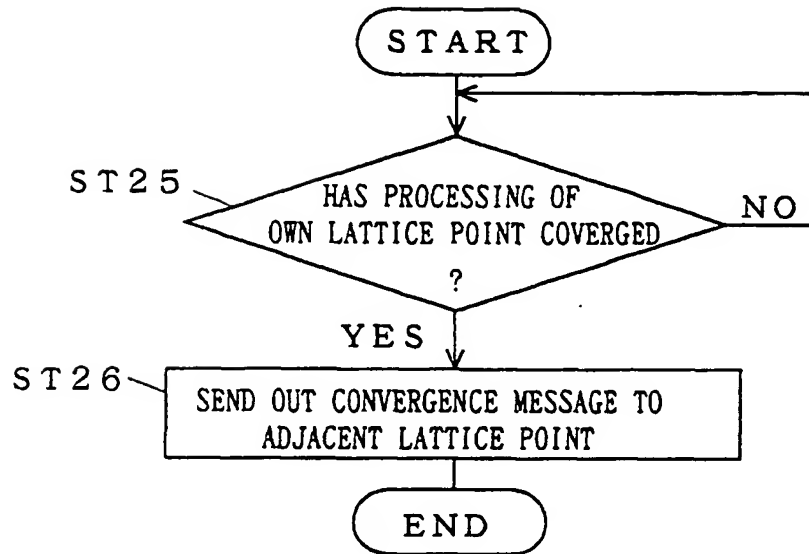 START
ST25
HAS PROCESSING OF
OWN LATTICE POINT COVERGED
?
NO
YES
ST26
SEND OUT CONVERGENCE MESSAGE TO
ADJACENT LATTICE POINT
END